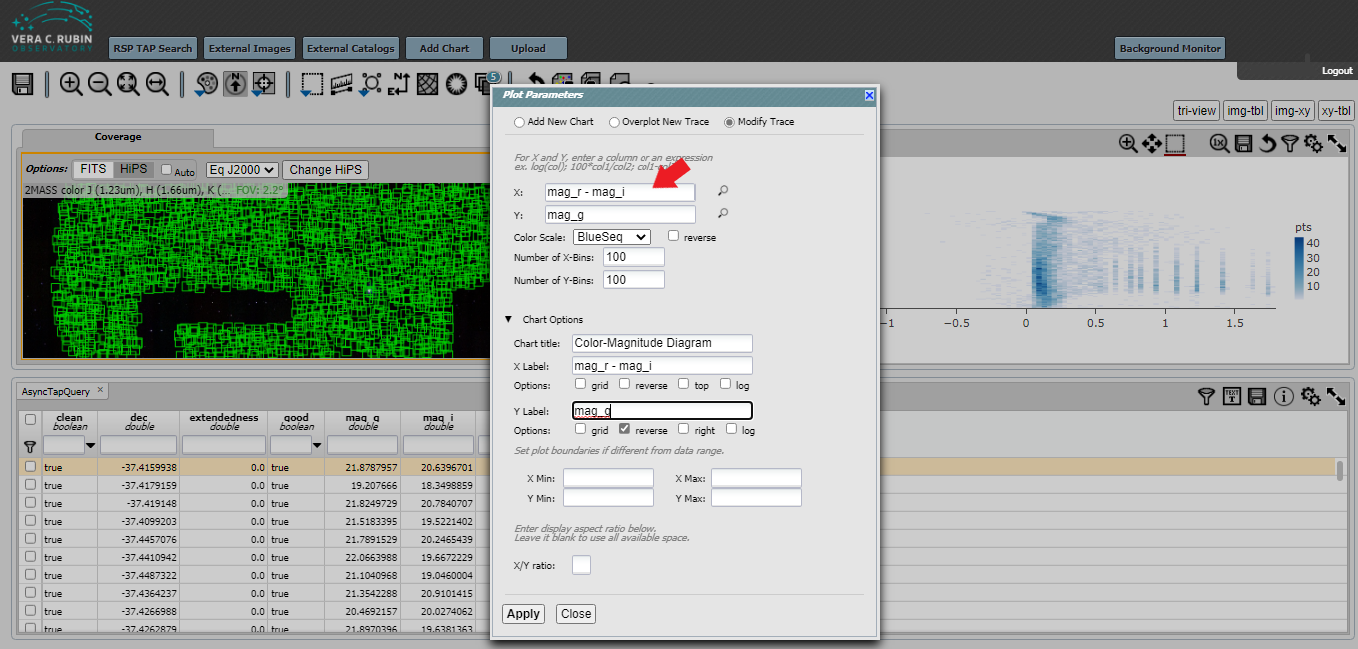 VERA C. RUBIN
OBSERVATORY
RSP TAP Search
External Images
External Catalogs
Add Chart
Upload
Background Monitor
Logout
5
tri-view
img-tbl
img-xy
xy-tbl
Coverage
Options:
FITS
HiPS
Auto
Eq J2000
Change HiPS
2MASS color J (1.23um), H (1.66um), K (...
FOV: 2.2°
Plot Parameters
Add New Chart
Overplot New Trace
Modify Trace
For X and Y, enter a column or an expression
ex. log(col); 100*col1/col2; col1-col
X:
mag_r - mag_i
Y:
mag_g
Color Scale:
BlueSeq
reverse
Number of X-Bins:
100
Number of Y-Bins:
100
Chart Options
Chart title:
Color-Magnitude Diagram
X Label:
mag_r - mag_i
Options:
grid
reverse
top
log
Y Label:
mag_g
Options:
grid
reverse
right
log
Set plot boundaries if different from data range.
X Min:
X Max:
Y Min:
Y Max:
Enter display aspect ratio below.
Leave it blank to use all available space.
X/Y ratio:
Apply
Close
1X
pts
40
30
20
10
−1
−0.5
0
0.5
1
1.5
AsyncTapQuery
TEXT
clean dec extendedness good mag_g mag_i
boolean double double boolean double double
true -37.4159938 0.0 true 21.8787957 20.6396701
true -37.4179159 0.0 true 19.207666 18.3498859
true -37.419148 0.0 true 21.8249729 20.7840707
true -37.4099203 0.0 true 21.5183395 19.5221402
true -37.4457076 0.0 true 21.7891529 20.2465439
true -37.4410942 0.0 true 22.0663988 19.6672229
true -37.4487322 0.0 true 21.1040968 19.0460004
true -37.4364237 0.0 true 21.3542288 20.9101415
true -37.4266988 0.0 true 20.4692157 20.0274062
true -37.4262879 0.0 true 21.8970396 19.6381363